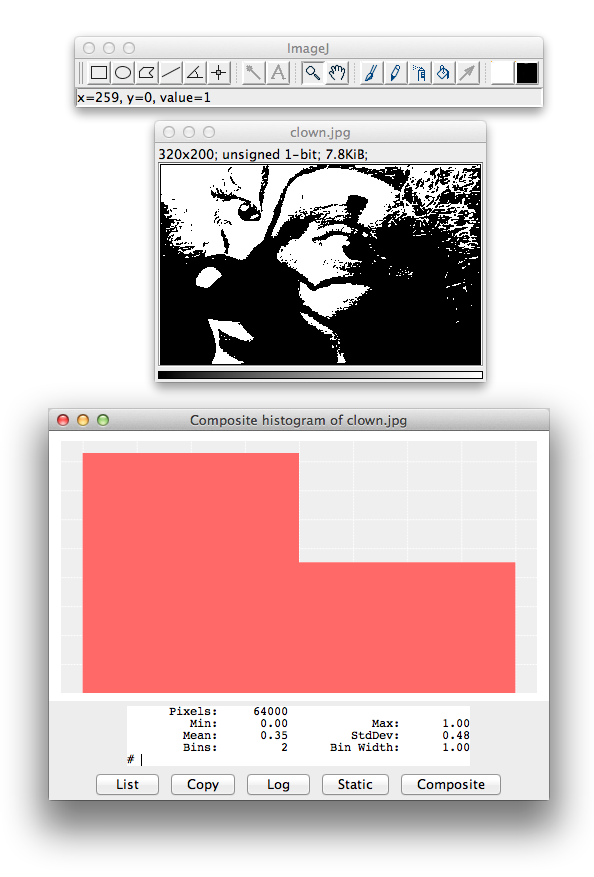 ImageJ
A
x=259, y=0, value=1
clown.jpg
320x200; unsigned 1-bit; 7.8KiB;
Composite histogram of clown.jpg
Pixels: 64000
Min: 0.00 Max: 1.00
Mean: 0.35 StdDev: 0.48
Bins: 2 Bin Width: 1.00
#
List Copy Log Static Composite